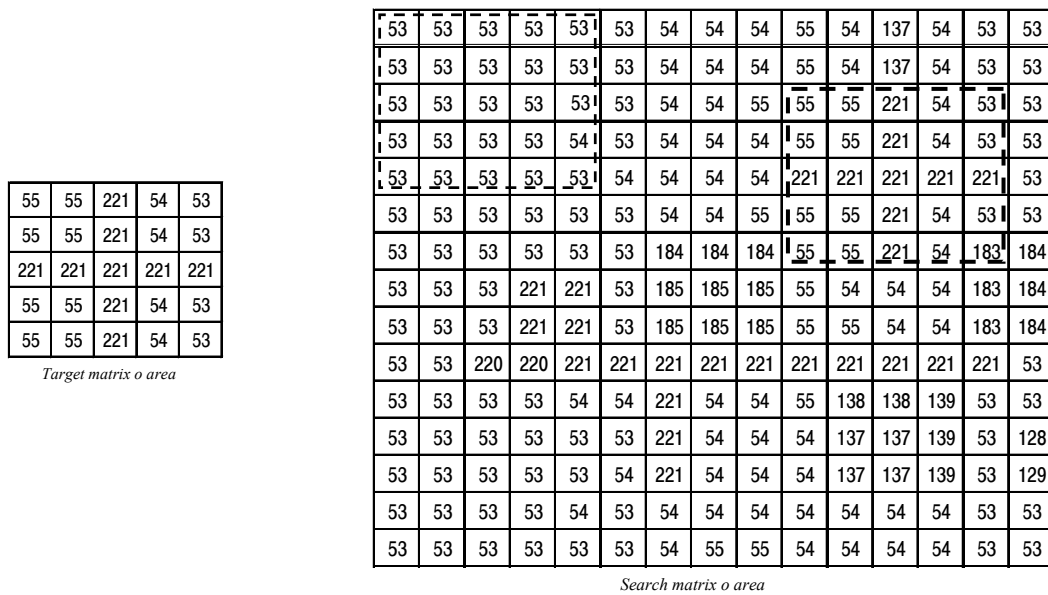 55 55 221 54 53
55 55 221 54 53
221 221 221 221 221
55 55 221 54 53
55 55 221 54 53
Target matrix o area
53 53 53 53 53 53 54 54 54 55 54 137 54 53 53
53 53 53 53 53 53 54 54 54 55 54 137 54 53 53
53 53 53 53 53 53 54 54 55 55 55 221 54 53 53
53 53 53 53 54 53 54 54 54 55 55 221 54 53 53
53 53 53 53 53 54 54 54 54 221 221 221 221 221 53
53 53 53 53 53 53 54 54 55 55 55 221 54 53 53
53 53 53 53 53 53 184 184 184 55 55 221 54 183 184
53 53 53 221 221 53 185 185 185 55 54 54 54 183 184
53 53 53 221 221 53 185 185 185 55 55 54 54 183 184
53 53 220 220 221 221 221 221 221 221 221 221 221 221 53
53 53 53 53 54 54 221 54 54 55 138 138 139 53 53
53 53 53 53 53 53 221 54 54 54 137 137 139 53 128
53 53 53 53 53 54 221 54 54 54 137 137 139 53 129
53 53 53 53 54 53 54 54 54 54 54 54 54 53 53
53 53 53 53 53 53 54 55 55 54 54 54 54 53 53
Search matrix o area